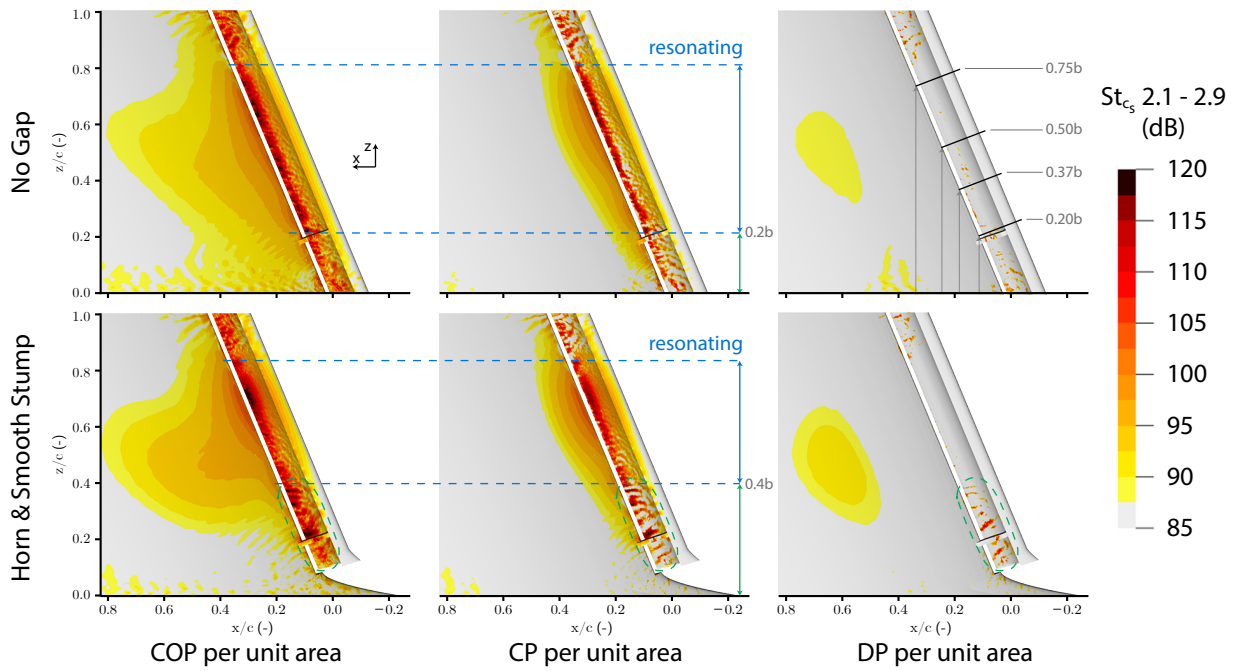 No Gap
z/c (-)
1.0
0.8
0.6
0.4
0.2
0.0
x
z
resonating
0.2b
0.75b
0.50b
0.37b
0.20b
St_{c_s} 2.1 - 2.9
(dB)
120
115
110
105
100
95
90
85
Horn & Smooth Stump
z/c (-)
1.0
0.8
0.6
0.4
0.2
0.0
resonating
0.4b
0.8 0.6 0.4 0.2 0.0 −0.2
0.8 0.6 0.4 0.2 0.0 −0.2
0.8 0.6 0.4 0.2 0.0 −0.2
x/c (-)
x/c (-)
x/c (-)
COP per unit area
CP per unit area
DP per unit area